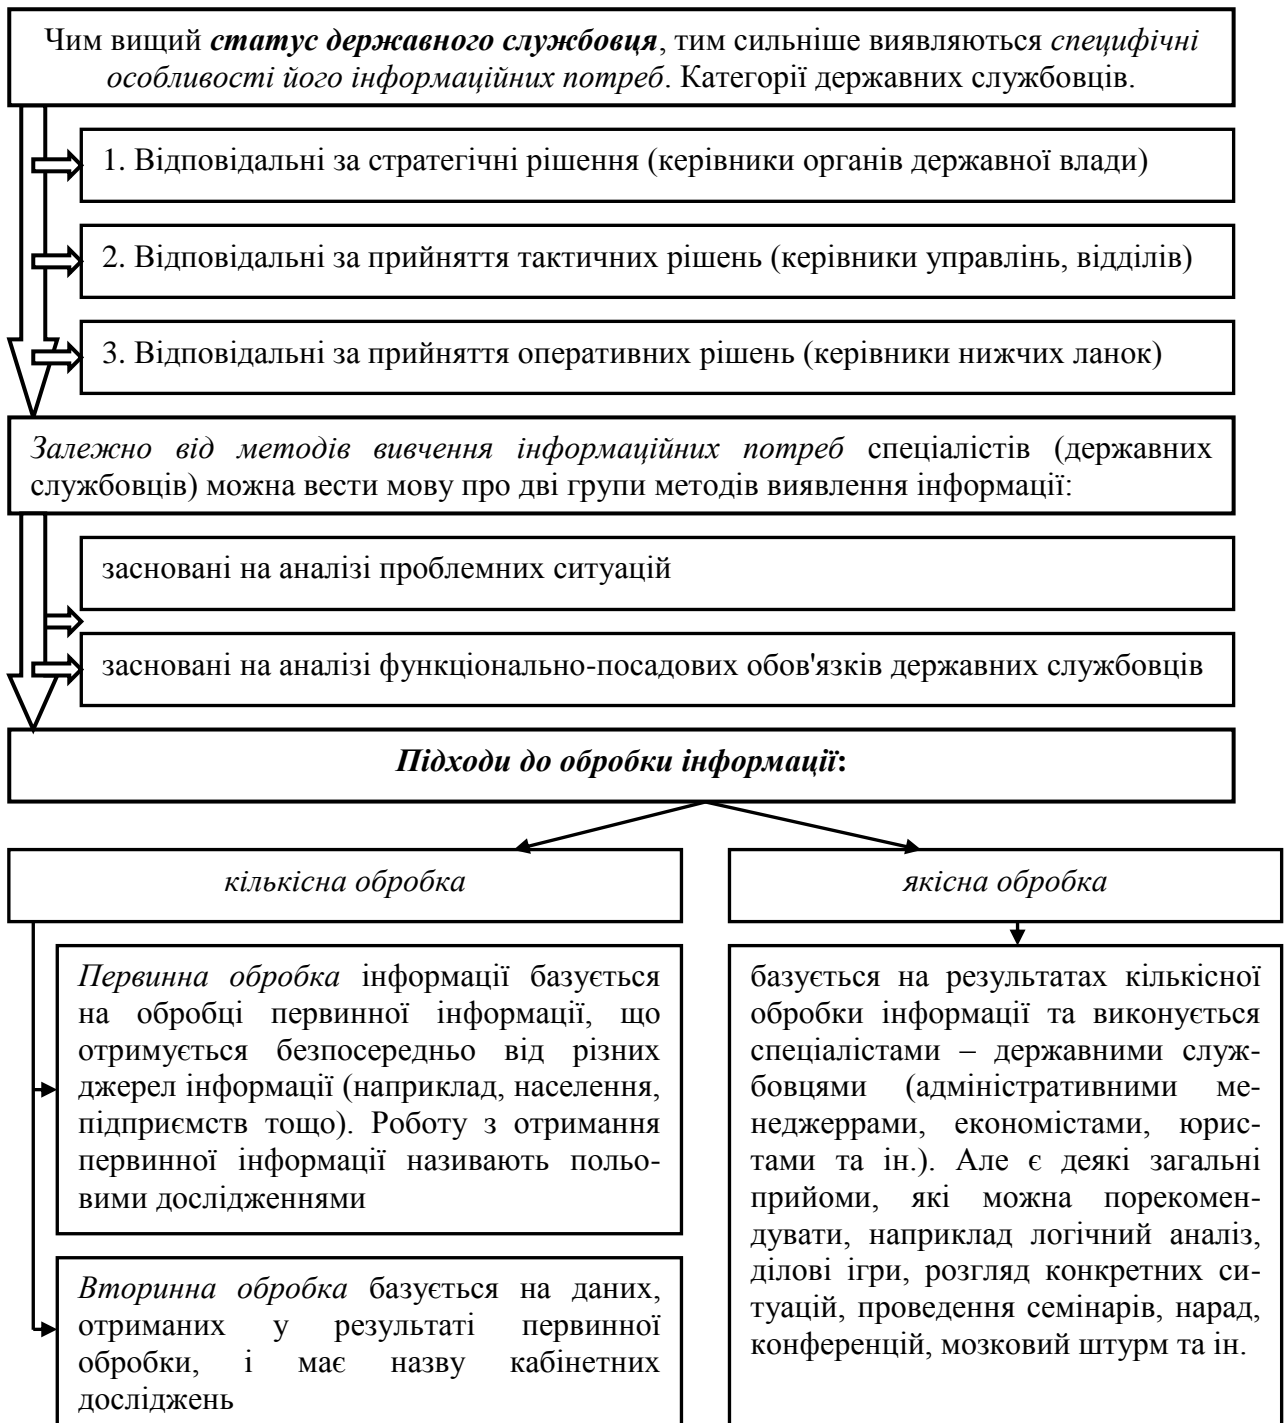 Чим вищий статус державного службовця, тим сильніше виявляються специфічні
особливості його інформаційних потреб. Категорії державних службовців.
1. Відповідальні за стратегічні рішення (керівники органів державної влади)
2. Відповідальні за прийняття тактичних рішень (керівники управлінь, відділів)
3. Відповідальні за прийняття оперативних рішень (керівники нижчих ланок)
Залежно від методів вивчення інформаційних потреб спеціалістів (державних
службовців) можна вести мову про дві групи методів виявлення інформації:
засновані на аналізі проблемних ситуацій
засновані на аналізі функціонально-посадових обов'язків державних службовців
Підходи до обробки інформації:
кількісна обробка
Первинна обробка інформації базується
на обробці первинної інформації, що
отримується безпосередньо від різних
джерел інформації (наприклад, населення,
підприємств тощо). Роботу з отримання
первинної інформації називають польо-
вими дослідженнями
Вторинна обробка базується на даних,
отриманих у результаті первинної
обробки, і має назву кабінетних
досліджень
якісна обробка
базується на результатах кількісної
обробки інформації та виконується
спеціалістами – державними служ-
бовцями (адміністративними ме-
неджеррами, економістами, юрис-
тами та ін.). Але є деякі загальні
прийоми, які можна порекомен-
дувати, наприклад логічний аналіз,
ділові ігри, розгляд конкретних си-
туацій, проведення семінарів, нарад,
конференцій, мозковий штурм та ін.